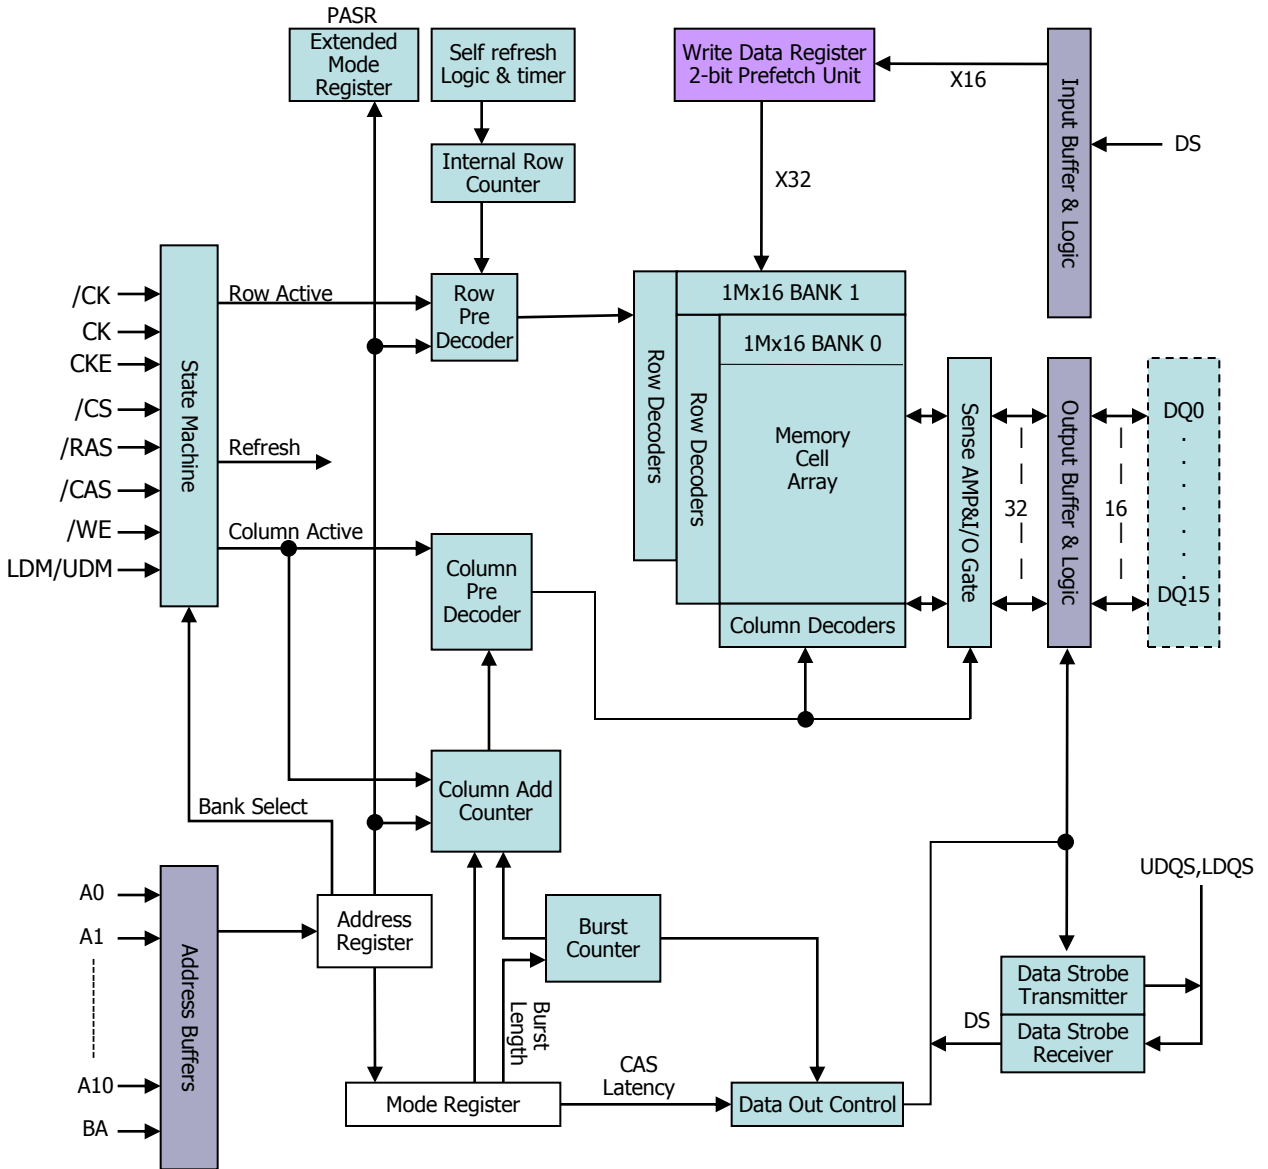 PASR
Extended
Mode
Register
Self refresh
Logic & timer
Write Data Register
2-bit Prefetch Unit
X16
Input Buffer & Logic
DS
Internal Row
Counter
X32
/CK
CK
CKE
/CS
/RAS
/CAS
/WE
LDM/UDM
State Machine
Row Active
Refresh
Column Active
Row
Pre
Decoder
1Mx16 BANK 1
1Mx16 BANK 0
Row Decoders
Row Decoders
Memory
Cell
Array
Column Decoders
Sense AMP&I/O Gate
32
Output Buffer & Logic
16
DQ0
.
.
.
.
.
.
.
DQ15
Column
Pre
Decoder
Column Add
Counter
Bank Select
A0
A1
A10
BA
Address Buffers
Address
Register
Burst
Counter
Burst
Length
UDQS,LDQS
Data Strobe
Transmitter
Data Strobe
Receiver
DS
Mode Register
CAS
Latency
Data Out Control